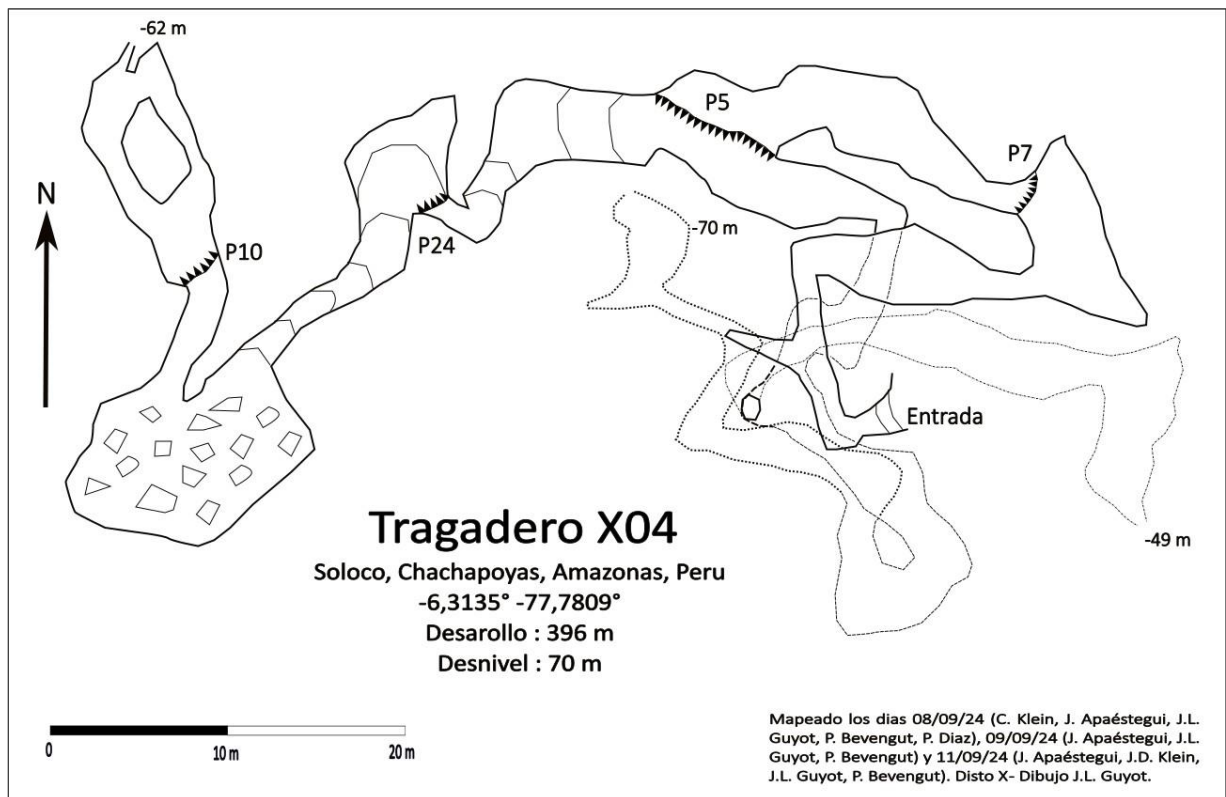 -62 m
P5
P7
N
P24
-70 m
P10
Entrada
Tragadero X04
-49 m
Soloco, Chachapoyas, Amazonas, Peru
-6,3135° -77,7809°
Desarollo : 396 m
Desnivel : 70 m
Mapeado los dias 08/09/24 (C. Klein, J. Apaéstegui, J.L.
Guyot, P. Bevengut, P. Diaz), 09/09/24 (J. Apaéstegui, J.L.
Guyot, P. Bevengut) y 11/09/24 (J. Apaéstegui, J.D. Klein,
J.L. Guyot, P. Bevengut). Disto X- Dibujo J.L. Guyot.
0 10 m 20 m